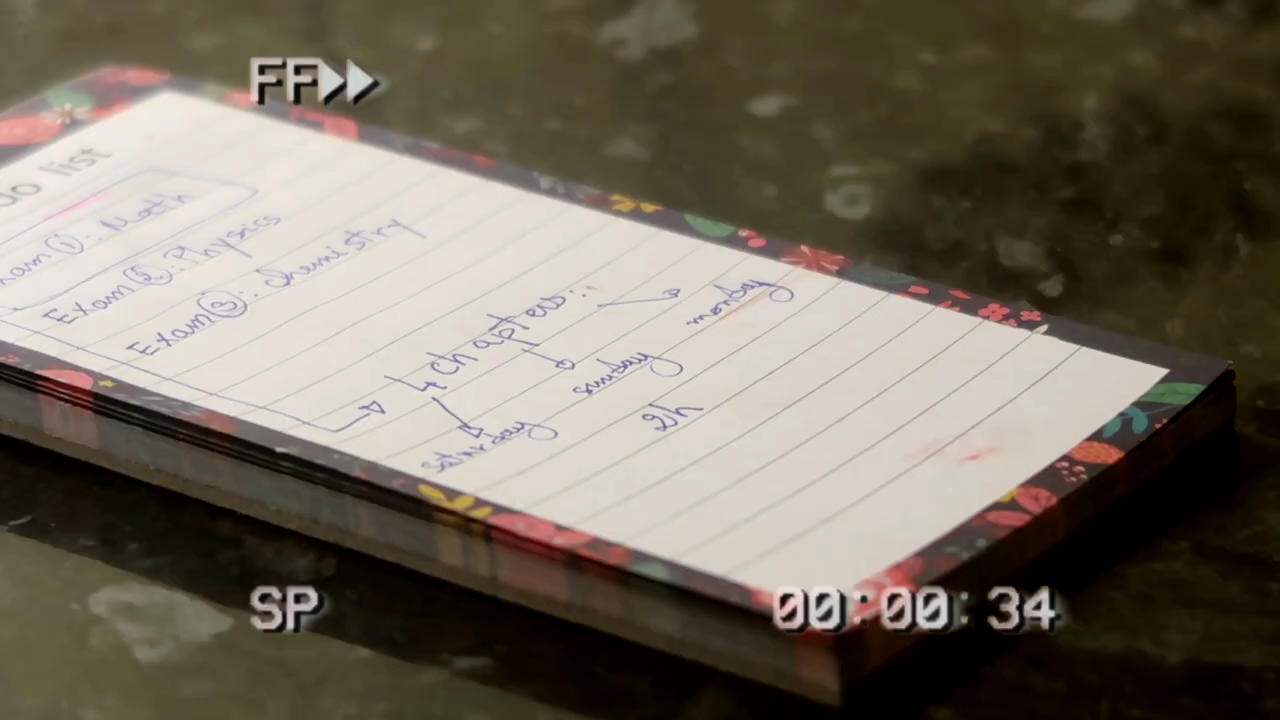 FF
do list
Exam ①: Math
Exam ②: Physics
Exam ③: chemistry
4 chapters:
monday
sunday
saturday
2h
SP
00:00:34